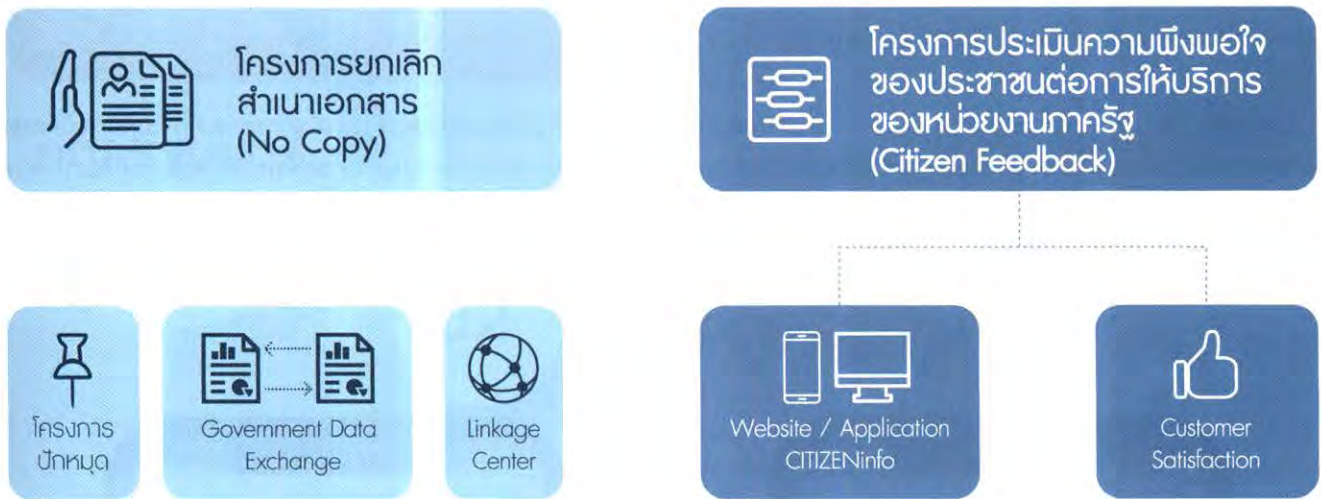 โครงการยกเลิก
สำเนาเอกสาร
(No Copy)
โครงการประเมินความพึงพอใจ
ของประชาชนต่อการให้บริการ
ของหน่วยงานภาครัฐ
(Citizen Feedback)
โครงการ
ปักหมุด
Government Data
Exchange
Linkage
Center
Website / Application
CITIZENinfo
Customer
Satisfaction